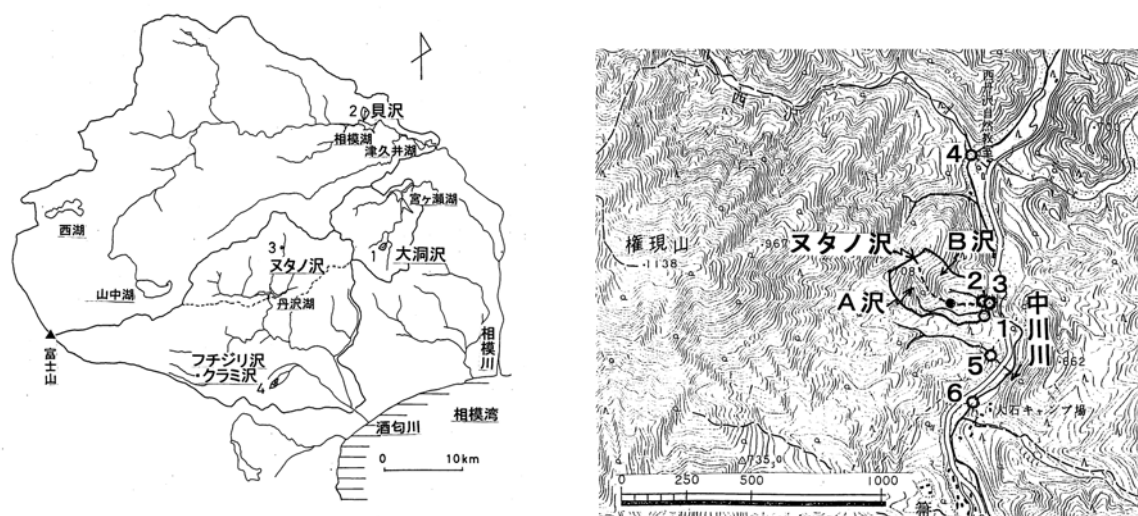 2 貝沢
相模湖
津久井湖
宮ヶ瀬湖
西湖
3
ヌタノ沢
1
大洞沢
山中湖
丹沢湖
富士山
フチジリ沢
クラミ沢
4
相模川
相模湾
酒匂川
0 10km
西
西丹沢自然教室
4
権現山
・1138
・967
ヌタノ沢
B沢
A沢
2
3
1
中川川
5
・662
6
大石キャンプ場
△735.0
0 250 500 1000